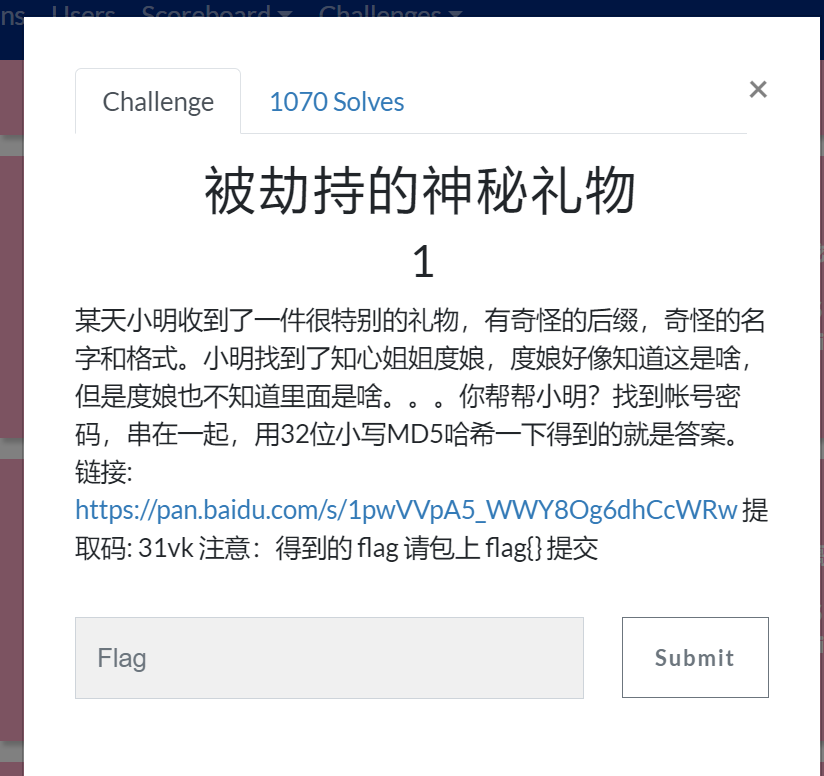 ns Users Scoreboard Challenges
Challenge 1070 Solves ×
被劫持的神秘礼物
1
某天小明收到了一件很特别的礼物，有奇怪的后缀，奇怪的名
字和格式。小明找到了知心姐姐度娘，度娘好像知道这是啥，
但是度娘也不知道里面是啥。。。你帮帮小明？找到帐号密
码，串在一起，用32位小写MD5哈希一下得到的就是答案。
链接:
https://pan.baidu.com/s/1pwVVpA5_WWY8Og6dhCcWRw 提
取码: 31vk 注意：得到的 flag 请包上 flag{} 提交
Flag Submit